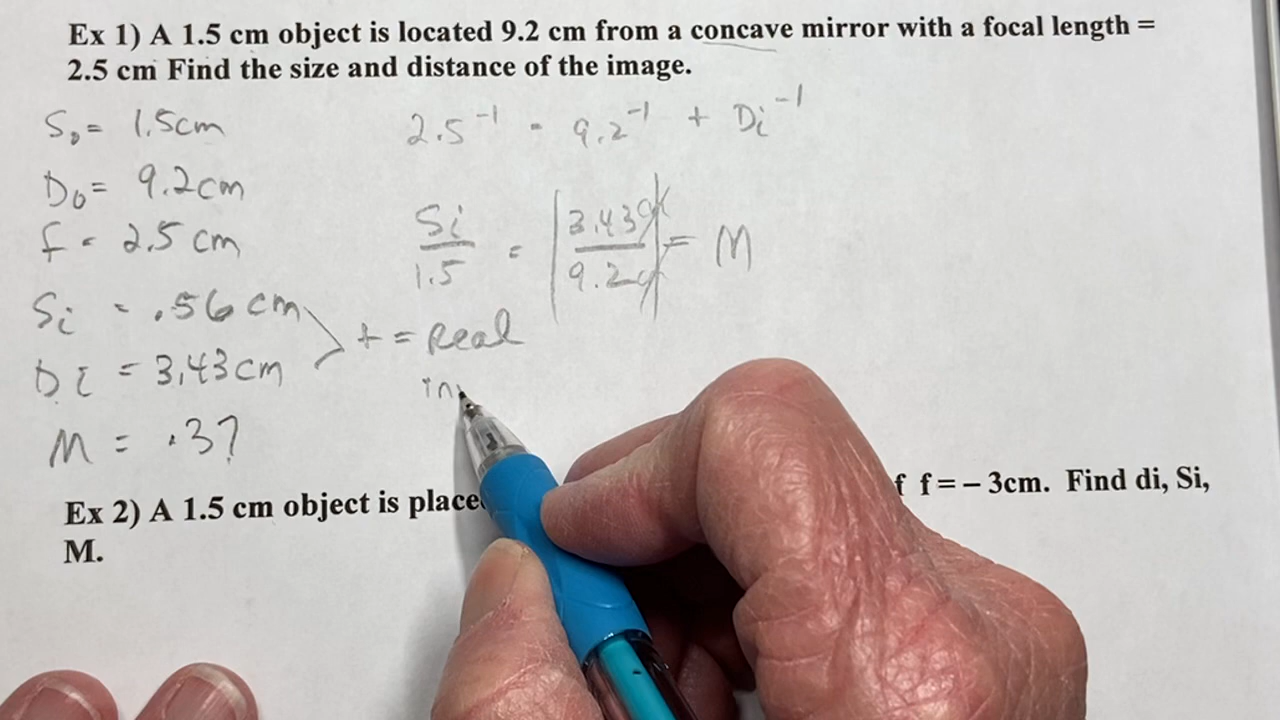 Ex 1) A 1.5 cm object is located 9.2 cm from a concave mirror with a focal length =
2.5 cm Find the size and distance of the image.
So = 1.5cm
Do = 9.2cm
f = 2.5 cm
Si = .56 cm
Di = 3.43cm
M = .37
2.5⁻¹ = 9.2⁻¹ + Di⁻¹
Si/1.5 = |3.43/9.2| = M
+ = Real
in
Ex 2) A 1.5 cm object is place f f = – 3cm. Find di, Si,
M.